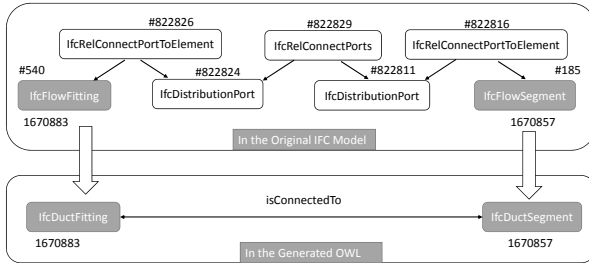 #822826
#822829
#822816
IfcRelConnectPortToElement
IfcRelConnectPorts
IfcRelConnectPortToElement
#540
#822824
#822811
#185
IfcFlowFitting
IfcDistributionPort
IfcDistributionPort
IfcFlowSegment
1670883
1670857
In the Original IFC Model
isConnectedTo
IfcDuctFitting
IfcDuctSegment
1670883
1670857
In the Generated OWL